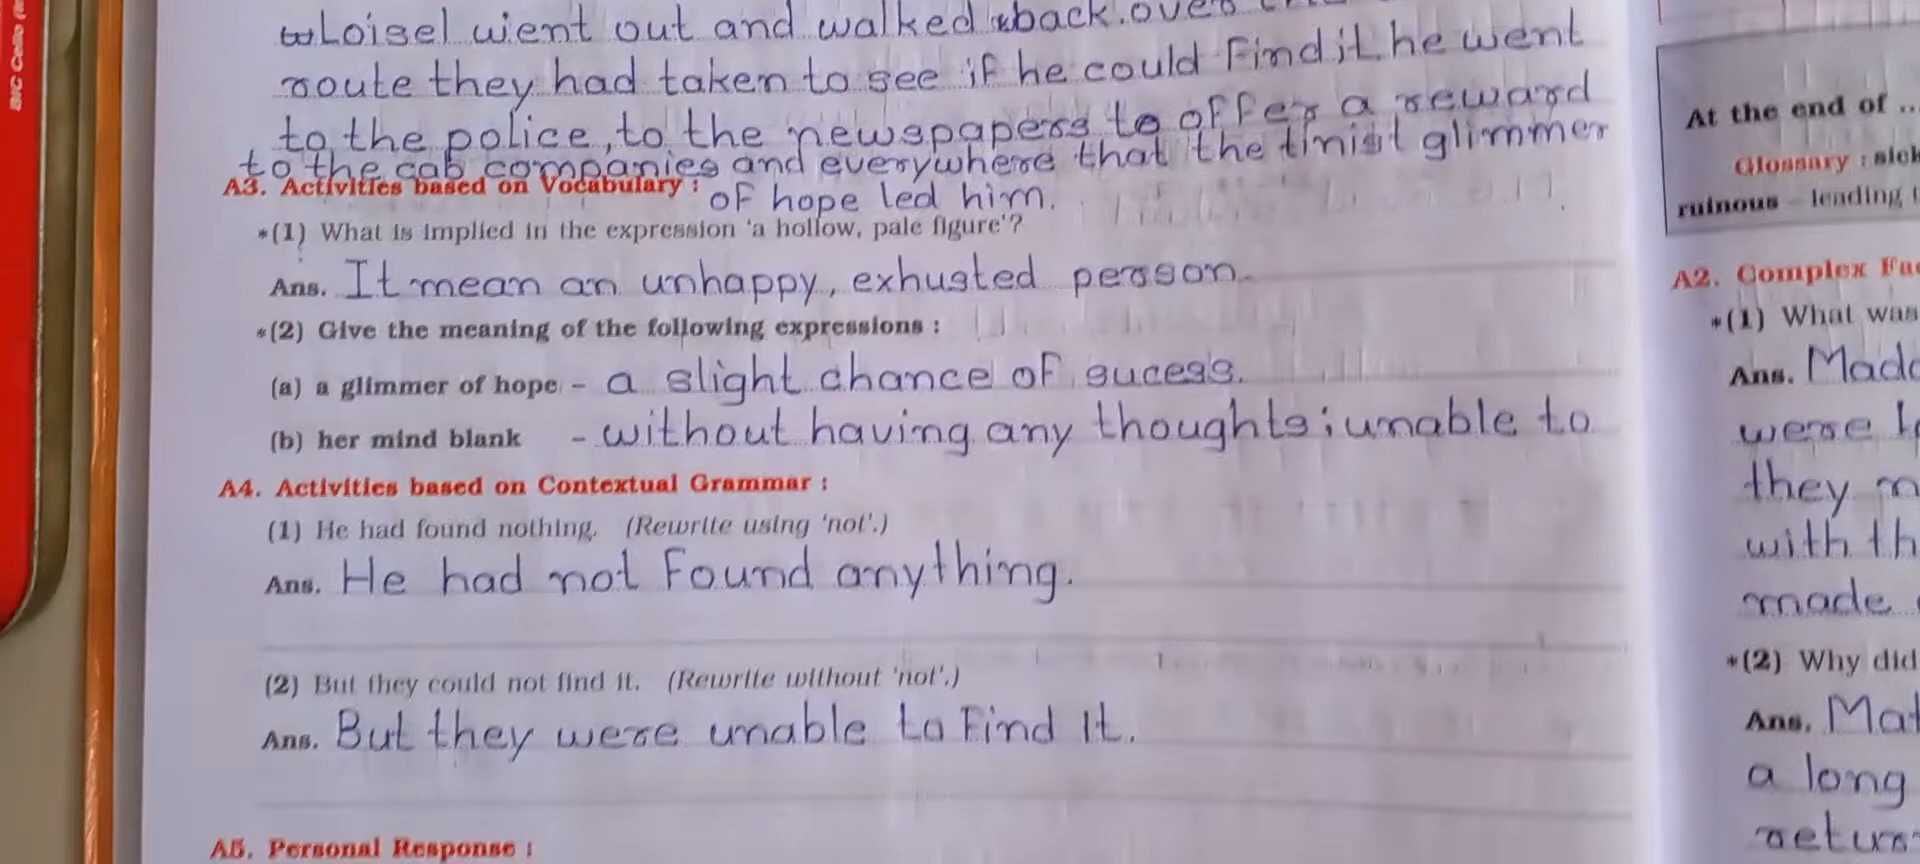 BIC Cello
Loisel wient out and walked back.over
route they had taken to see if he could Find it. he went
to the police, to the newspapers to offer a reward
to the cab companies and everywhere that the tinist glimmer
A3. Activities based on Vocabulary :
of hope led him.
*(1) What is implied in the expression 'a hollow, pale figure'?
Ans. It mean an unhappy, exhusted person.
*(2) Give the meaning of the following expressions :
(a) a glimmer of hope - a slight chance of sucess.
(b) her mind blank - without having any thoughts; unable to
A4. Activities based on Contextual Grammar :
(1) He had found nothing. (Rewrite using 'not'.)
Ans. He had not Found anything.
(2) But they could not find it. (Rewrite without 'not'.)
Ans. But they were unable to Find It.
A5. Personal Response :
At the end of ...
Glossary :
ruinous - leading
A2. Complex
*(1) What was
Ans.
were
they
with
made
*(2) Why did
Ans.
a long